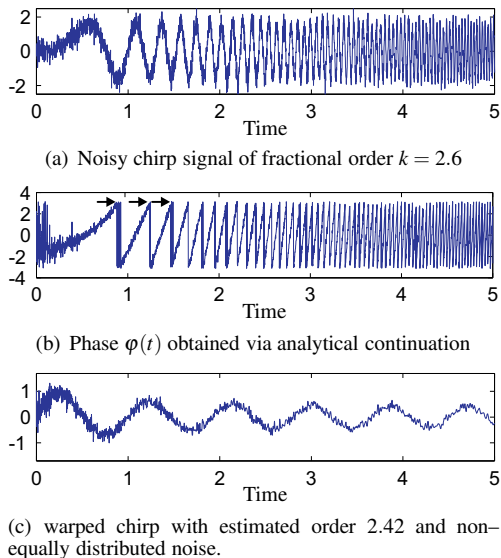 2
0
-2
0 1 2 3 4 5
Time
(a) Noisy chirp signal of fractional order k = 2.6
4
2
0
-2
-4
0 1 2 3 4 5
Time
(b) Phase φ(t) obtained via analytical continuation
1
0
-1
0 1 2 3 4 5
Time
(c) warped chirp with estimated order 2.42 and non–
equally distributed noise.